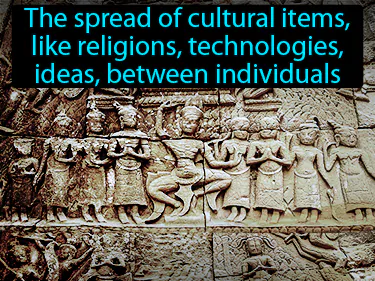 The spread of cultural items,
like religions, technologies,
ideas, between individuals